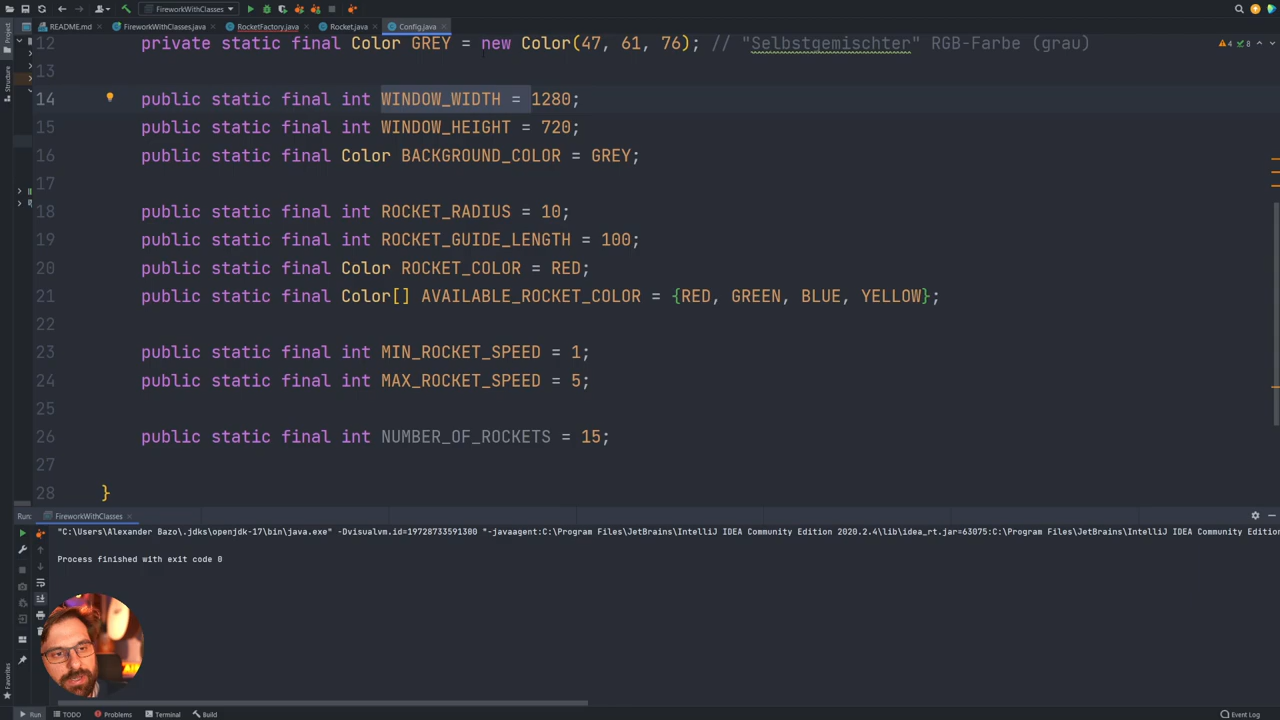 FireworkWithClasses
README.md
FireworkWithClasses.java
RocketFactory.java
Rocket.java
Config.java
Project
Structure
12 private static final Color GREY = new Color(47, 61, 76); // "Selbstgemischter" RGB-Farbe (grau)
4 8
13
14 public static final int WINDOW_WIDTH = 1280;
15 public static final int WINDOW_HEIGHT = 720;
16 public static final Color BACKGROUND_COLOR = GREY;
17
18 public static final int ROCKET_RADIUS = 10;
19 public static final int ROCKET_GUIDE_LENGTH = 100;
20 public static final Color ROCKET_COLOR = RED;
21 public static final Color[] AVAILABLE_ROCKET_COLOR = {RED, GREEN, BLUE, YELLOW};
22
23 public static final int MIN_ROCKET_SPEED = 1;
24 public static final int MAX_ROCKET_SPEED = 5;
25
26 public static final int NUMBER_OF_ROCKETS = 15;
27
28 }
Run: FireworkWithClasses
"C:\Users\Alexander Bazo\.jdks\openjdk-17\bin\java.exe" -Dvisualvm.id=19728733591380 "-javaagent:C:\Program Files\JetBrains\IntelliJ IDEA Community Edition 2020.2.4\lib\idea_rt.jar=63075:C:\Program Files\JetBrains\IntelliJ IDEA Community Edition
Process finished with exit code 0
Favorites
Run
TODO
Problems
Terminal
Build
Event Log